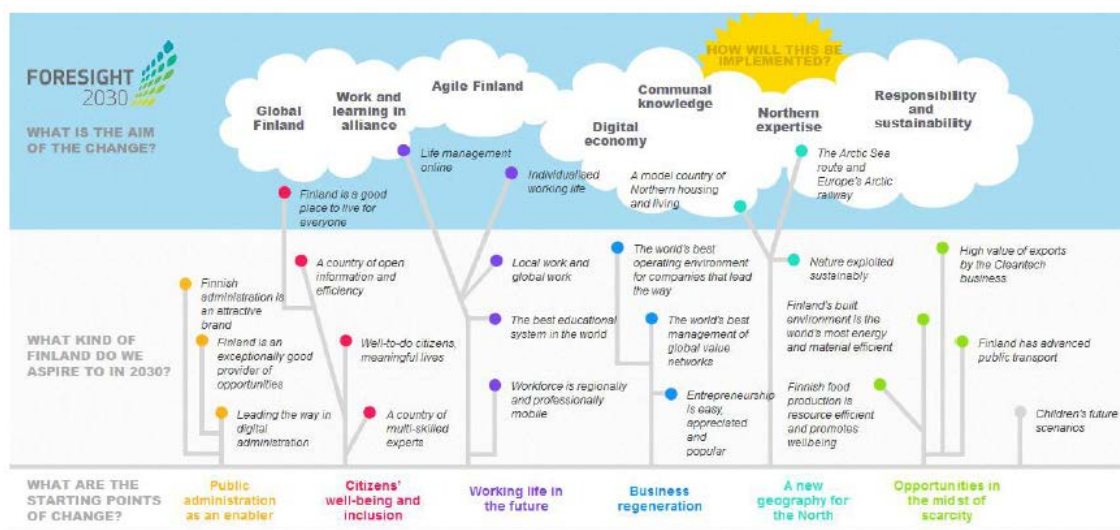 FORESIGHT
2030
WHAT IS THE AIM
OF THE CHANGE?
Global
Finland
Work and
learning in
alliance
Agile Finland
Digital
economy
Communal
knowledge
HOW WILL THIS BE
IMPLEMENTED?
Northern
expertise
Responsibility
and
sustainability
Life management
online
Individualised
working life
A model country of
Northern housing
and living
The Arctic Sea
route and
Europe's Arctic
railway
Finland is a good
place to live for
everyone
WHAT KIND OF
FINLAND DO WE
ASPIRE TO IN 2030?
Finnish
administration is
an attractive
brand
Finland is an
exceptionally good
provider of
opportunities
Leading the way in
digital
administration
A country of open
information and
efficiency
Well-to-do citizens,
meaningful lives
A country of
multi-skilled
experts
Local work and
global work
The best educational
system in the world
Workforce is regionally
and professionally
mobile
The world's best
operating environment
for companies that lead
the way
The world's best
management of
global value
networks
Entrepreneurship
is easy,
appreciated
and
popular
Nature exploited
sustainably
Finland's built
environment is the
world's most energy
and material efficient
Finnish food
production is
resource efficient
and promotes
wellbeing
High value of exports
by the Cleantech
business
Finland has advanced
public transport
Children's future
scenarios
WHAT ARE THE
STARTING POINTS
OF CHANGE?
Public
administration
as an enabler
Citizens'
well-being and
inclusion
Working life in
the future
Business
regeneration
A new
geography for
the North
Opportunities
in the midst of
scarcity